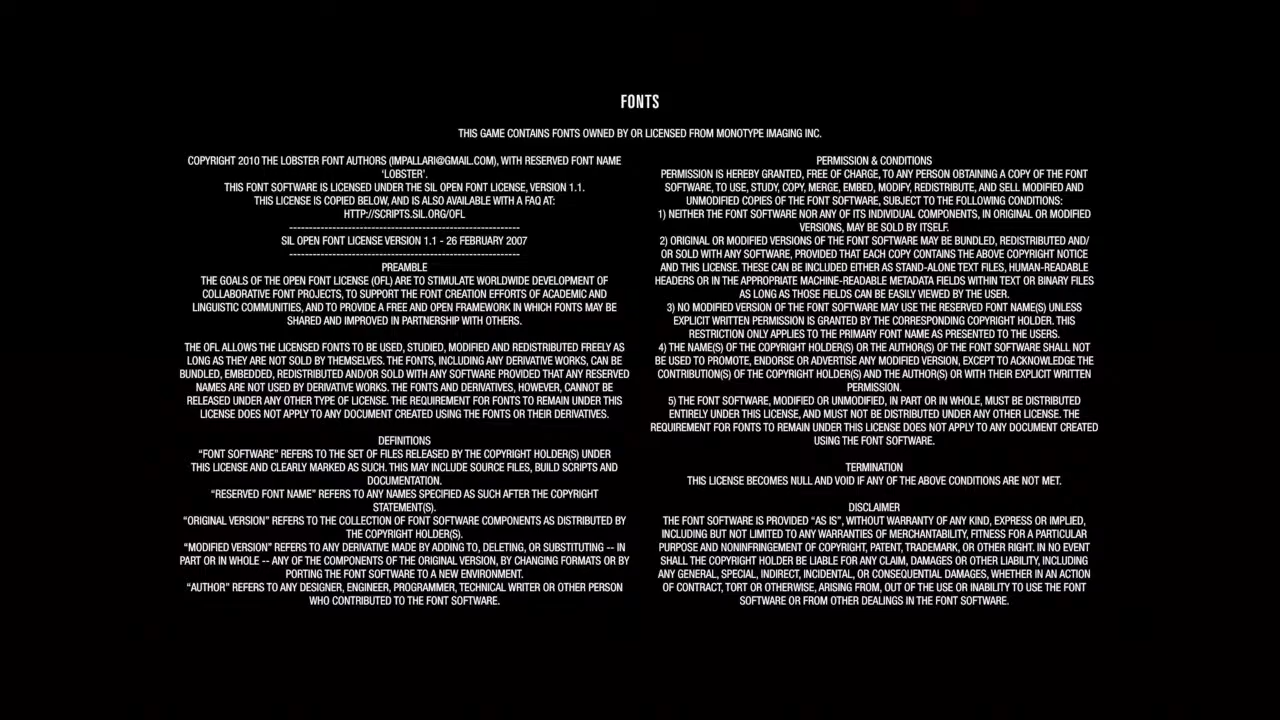 FONTS
THIS GAME CONTAINS FONTS OWNED BY OR LICENSED FROM MONOTYPE IMAGING INC.
COPYRIGHT 2010 THE LOBSTER FONT AUTHORS (IMPALLARI@GMAIL.COM), WITH RESERVED FONT NAME
'LOBSTER'.
THIS FONT SOFTWARE IS LICENSED UNDER THE SIL OPEN FONT LICENSE, VERSION 1.1.
THIS LICENSE IS COPIED BELOW, AND IS ALSO AVAILABLE WITH A FAQ AT:
HTTP://SCRIPTS.SIL.ORG/OFL
-----------------------------------------------------------
SIL OPEN FONT LICENSE VERSION 1.1 - 26 FEBRUARY 2007
-----------------------------------------------------------
PREAMBLE
THE GOALS OF THE OPEN FONT LICENSE (OFL) ARE TO STIMULATE WORLDWIDE DEVELOPMENT OF
COLLABORATIVE FONT PROJECTS, TO SUPPORT THE FONT CREATION EFFORTS OF ACADEMIC AND
LINGUISTIC COMMUNITIES, AND TO PROVIDE A FREE AND OPEN FRAMEWORK IN WHICH FONTS MAY BE
SHARED AND IMPROVED IN PARTNERSHIP WITH OTHERS.
THE OFL ALLOWS THE LICENSED FONTS TO BE USED, STUDIED, MODIFIED AND REDISTRIBUTED FREELY AS
LONG AS THEY ARE NOT SOLD BY THEMSELVES. THE FONTS, INCLUDING ANY DERIVATIVE WORKS, CAN BE
BUNDLED, EMBEDDED, REDISTRIBUTED AND/OR SOLD WITH ANY SOFTWARE PROVIDED THAT ANY RESERVED
NAMES ARE NOT USED BY DERIVATIVE WORKS. THE FONTS AND DERIVATIVES, HOWEVER, CANNOT BE
RELEASED UNDER ANY OTHER TYPE OF LICENSE. THE REQUIREMENT FOR FONTS TO REMAIN UNDER THIS
LICENSE DOES NOT APPLY TO ANY DOCUMENT CREATED USING THE FONTS OR THEIR DERIVATIVES.
DEFINITIONS
"FONT SOFTWARE" REFERS TO THE SET OF FILES RELEASED BY THE COPYRIGHT HOLDER(S) UNDER
THIS LICENSE AND CLEARLY MARKED AS SUCH. THIS MAY INCLUDE SOURCE FILES, BUILD SCRIPTS AND
DOCUMENTATION.
"RESERVED FONT NAME" REFERS TO ANY NAMES SPECIFIED AS SUCH AFTER THE COPYRIGHT
STATEMENT(S).
"ORIGINAL VERSION" REFERS TO THE COLLECTION OF FONT SOFTWARE COMPONENTS AS DISTRIBUTED BY
THE COPYRIGHT HOLDER(S).
"MODIFIED VERSION" REFERS TO ANY DERIVATIVE MADE BY ADDING TO, DELETING, OR SUBSTITUTING -- IN
PART OR IN WHOLE -- ANY OF THE COMPONENTS OF THE ORIGINAL VERSION, BY CHANGING FORMATS OR BY
PORTING THE FONT SOFTWARE TO A NEW ENVIRONMENT.
"AUTHOR" REFERS TO ANY DESIGNER, ENGINEER, PROGRAMMER, TECHNICAL WRITER OR OTHER PERSON
WHO CONTRIBUTED TO THE FONT SOFTWARE.
PERMISSION & CONDITIONS
PERMISSION IS HEREBY GRANTED, FREE OF CHARGE, TO ANY PERSON OBTAINING A COPY OF THE FONT
SOFTWARE, TO USE, STUDY, COPY, MERGE, EMBED, MODIFY, REDISTRIBUTE, AND SELL MODIFIED AND
UNMODIFIED COPIES OF THE FONT SOFTWARE, SUBJECT TO THE FOLLOWING CONDITIONS:
1) NEITHER THE FONT SOFTWARE NOR ANY OF ITS INDIVIDUAL COMPONENTS, IN ORIGINAL OR MODIFIED
VERSIONS, MAY BE SOLD BY ITSELF.
2) ORIGINAL OR MODIFIED VERSIONS OF THE FONT SOFTWARE MAY BE BUNDLED, REDISTRIBUTED AND/
OR SOLD WITH ANY SOFTWARE, PROVIDED THAT EACH COPY CONTAINS THE ABOVE COPYRIGHT NOTICE
AND THIS LICENSE. THESE CAN BE INCLUDED EITHER AS STAND-ALONE TEXT FILES, HUMAN-READABLE
HEADERS OR IN THE APPROPRIATE MACHINE-READABLE METADATA FIELDS WITHIN TEXT OR BINARY FILES
AS LONG AS THOSE FIELDS CAN BE EASILY VIEWED BY THE USER.
3) NO MODIFIED VERSION OF THE FONT SOFTWARE MAY USE THE RESERVED FONT NAME(S) UNLESS
EXPLICIT WRITTEN PERMISSION IS GRANTED BY THE CORRESPONDING COPYRIGHT HOLDER. THIS
RESTRICTION ONLY APPLIES TO THE PRIMARY FONT NAME AS PRESENTED TO THE USERS.
4) THE NAME(S) OF THE COPYRIGHT HOLDER(S) OR THE AUTHOR(S) OF THE FONT SOFTWARE SHALL NOT
BE USED TO PROMOTE, ENDORSE OR ADVERTISE ANY MODIFIED VERSION, EXCEPT TO ACKNOWLEDGE THE
CONTRIBUTION(S) OF THE COPYRIGHT HOLDER(S) AND THE AUTHOR(S) OR WITH THEIR EXPLICIT WRITTEN
PERMISSION.
5) THE FONT SOFTWARE, MODIFIED OR UNMODIFIED, IN PART OR IN WHOLE, MUST BE DISTRIBUTED
ENTIRELY UNDER THIS LICENSE, AND MUST NOT BE DISTRIBUTED UNDER ANY OTHER LICENSE. THE
REQUIREMENT FOR FONTS TO REMAIN UNDER THIS LICENSE DOES NOT APPLY TO ANY DOCUMENT CREATED
USING THE FONT SOFTWARE.
TERMINATION
THIS LICENSE BECOMES NULL AND VOID IF ANY OF THE ABOVE CONDITIONS ARE NOT MET.
DISCLAIMER
THE FONT SOFTWARE IS PROVIDED "AS IS", WITHOUT WARRANTY OF ANY KIND, EXPRESS OR IMPLIED,
INCLUDING BUT NOT LIMITED TO ANY WARRANTIES OF MERCHANTABILITY, FITNESS FOR A PARTICULAR
PURPOSE AND NONINFRINGEMENT OF COPYRIGHT, PATENT, TRADEMARK, OR OTHER RIGHT. IN NO EVENT
SHALL THE COPYRIGHT HOLDER BE LIABLE FOR ANY CLAIM, DAMAGES OR OTHER LIABILITY, INCLUDING
ANY GENERAL, SPECIAL, INDIRECT, INCIDENTAL, OR CONSEQUENTIAL DAMAGES, WHETHER IN AN ACTION
OF CONTRACT, TORT OR OTHERWISE, ARISING FROM, OUT OF THE USE OR INABILITY TO USE THE FONT
SOFTWARE OR FROM OTHER DEALINGS IN THE FONT SOFTWARE.